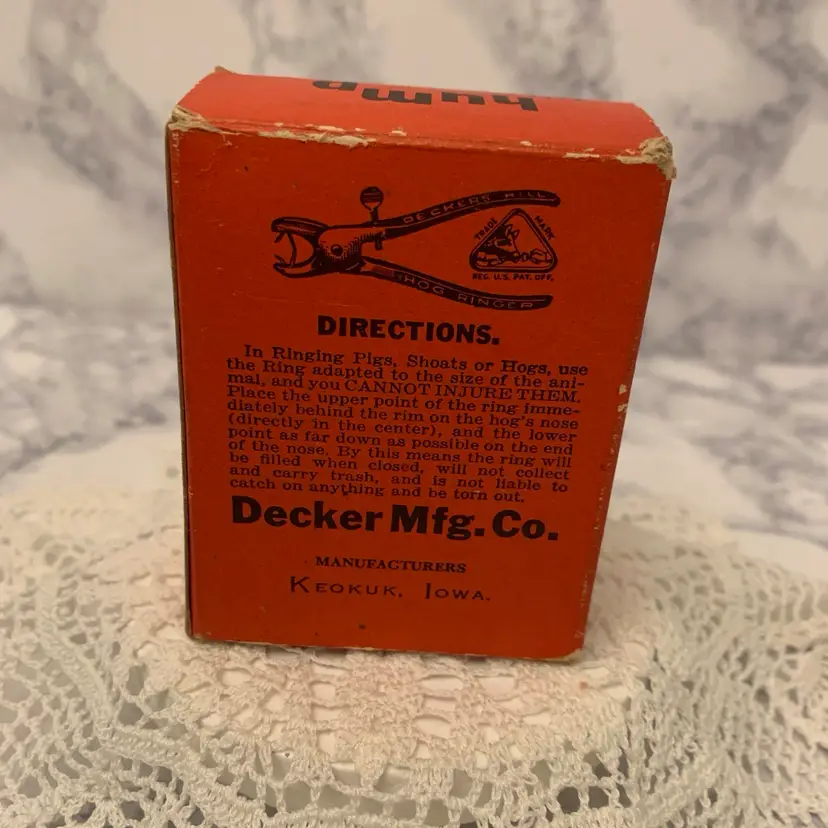 hump
DECKERS HILL
HOG RINGER
TRADE MARK
REG. U.S. PAT. OFF.
DIRECTIONS.
In Ringing Pigs, Shoats or Hogs, use
the Ring adapted to the size of the ani-
mal, and you CANNOT INJURE THEM.
Place the upper point of the ring imme-
diately behind the rim on the hog's nose
(directly in the center), and the lower
point as far down as possible on the end
of the nose. By this means the ring will
be filled when closed, will not collect
and carry trash, and is not liable to
catch on anything and be torn out.
Decker Mfg. Co.
MANUFACTURERS
KEOKUK, IOWA.